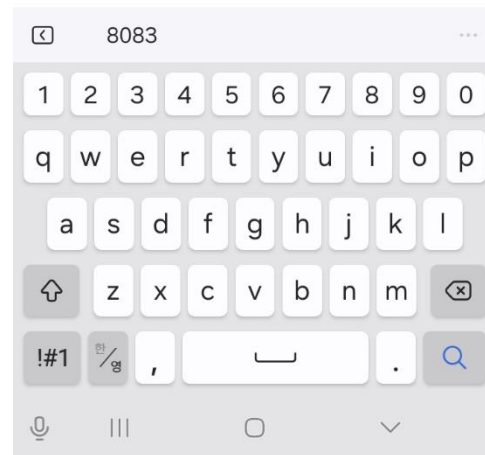 8083
1 2 3 4 5 6 7 8 9 0
q w e r t y u i o p
a s d f g h j k l
z x c v b n m
!#1 한/영 , .